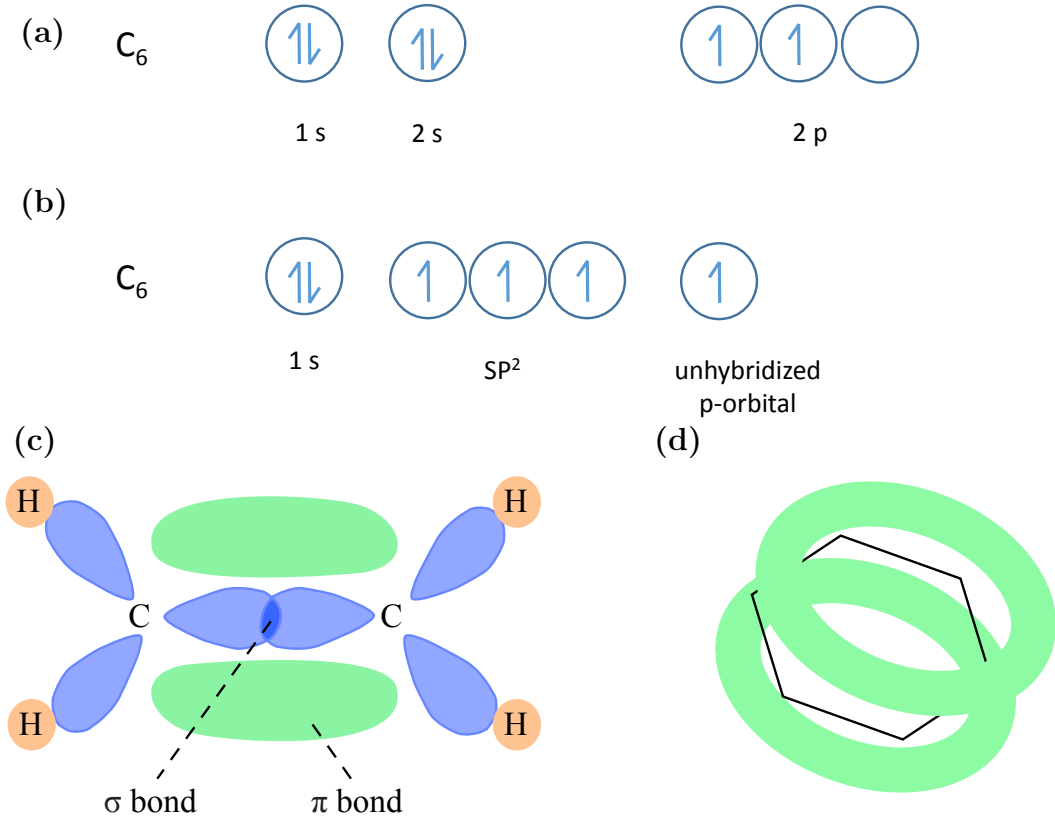 (a)
C₆
1 s
2 s
2 p
(b)
C₆
1 s
SP²
unhybridized
p-orbital
(c)
(d)
H
H
C
C
H
H
σ bond
π bond